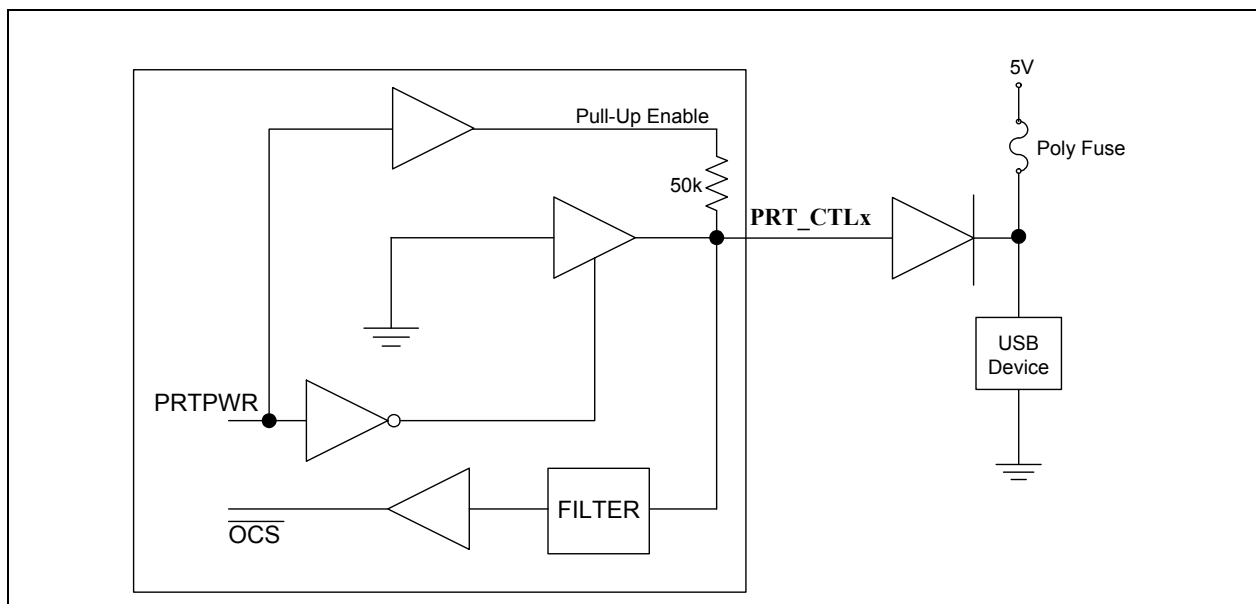 5V
Pull-Up Enable
Poly Fuse
50k
PRT_CTLx
USB
Device
PRTPWR
FILTER
OCS